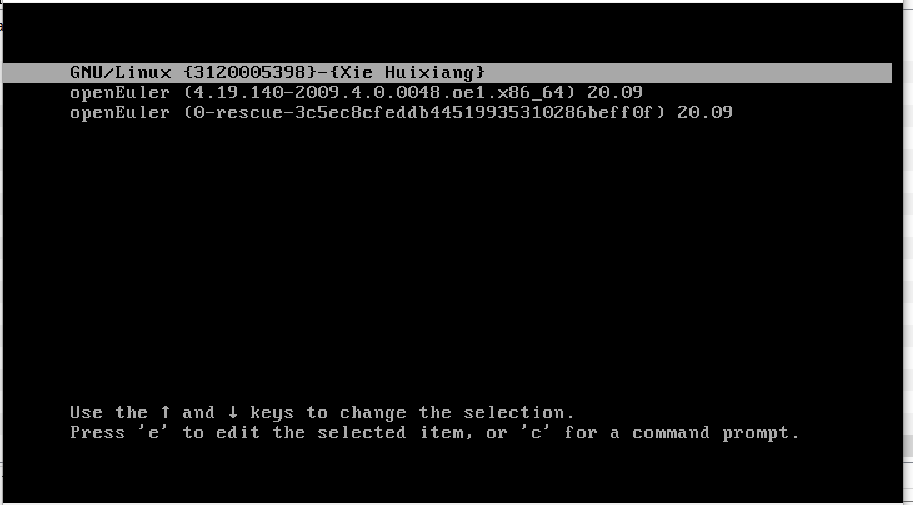 GNU/Linux {3120005398}-{Xie Huixiang}
openEuler (4.19.140-2009.4.0.0048.oe1.x86_64) 20.09
openEuler (0-rescue-3c5ec8cfeddb44519935310286beff0f) 20.09
Use the ↑ and ↓ keys to change the selection.
Press 'e' to edit the selected item, or 'c' for a command prompt.